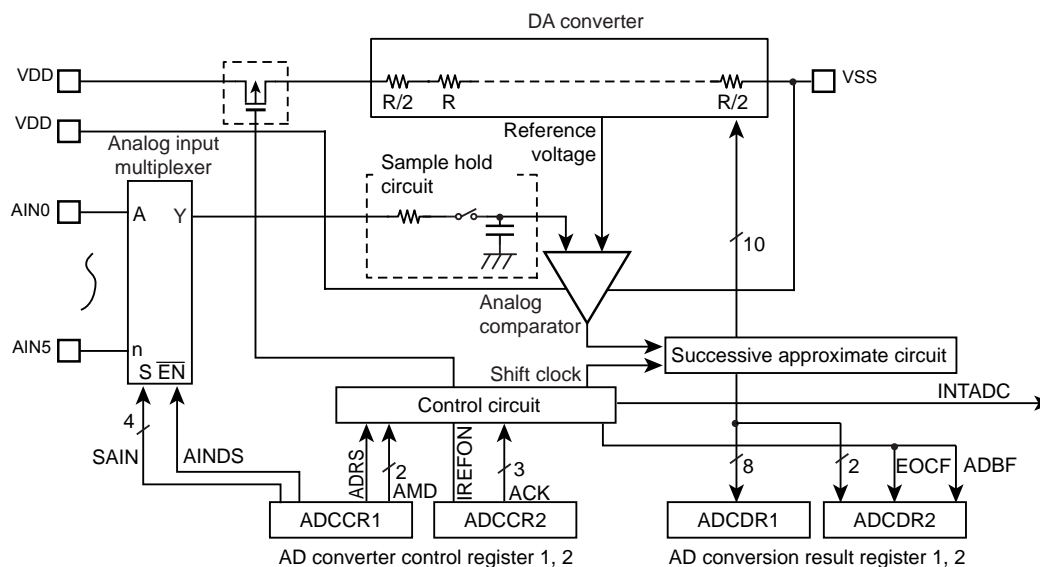 DA converter
VDD
R/2
R
R/2
VSS
VDD
Analog input
multiplexer
Reference
voltage
Sample hold
circuit
AIN0
A
Y
10
Analog
comparator
AIN5
n
S EN
Successive approximate circuit
Shift clock
INTADC
Control circuit
4
SAIN
AINDS
ADRS
2
AMD
IREFON
3
ACK
8
2
EOCF
ADBF
ADCCR1
ADCCR2
ADCDR1
ADCDR2
AD converter control register 1, 2
AD conversion result register 1, 2